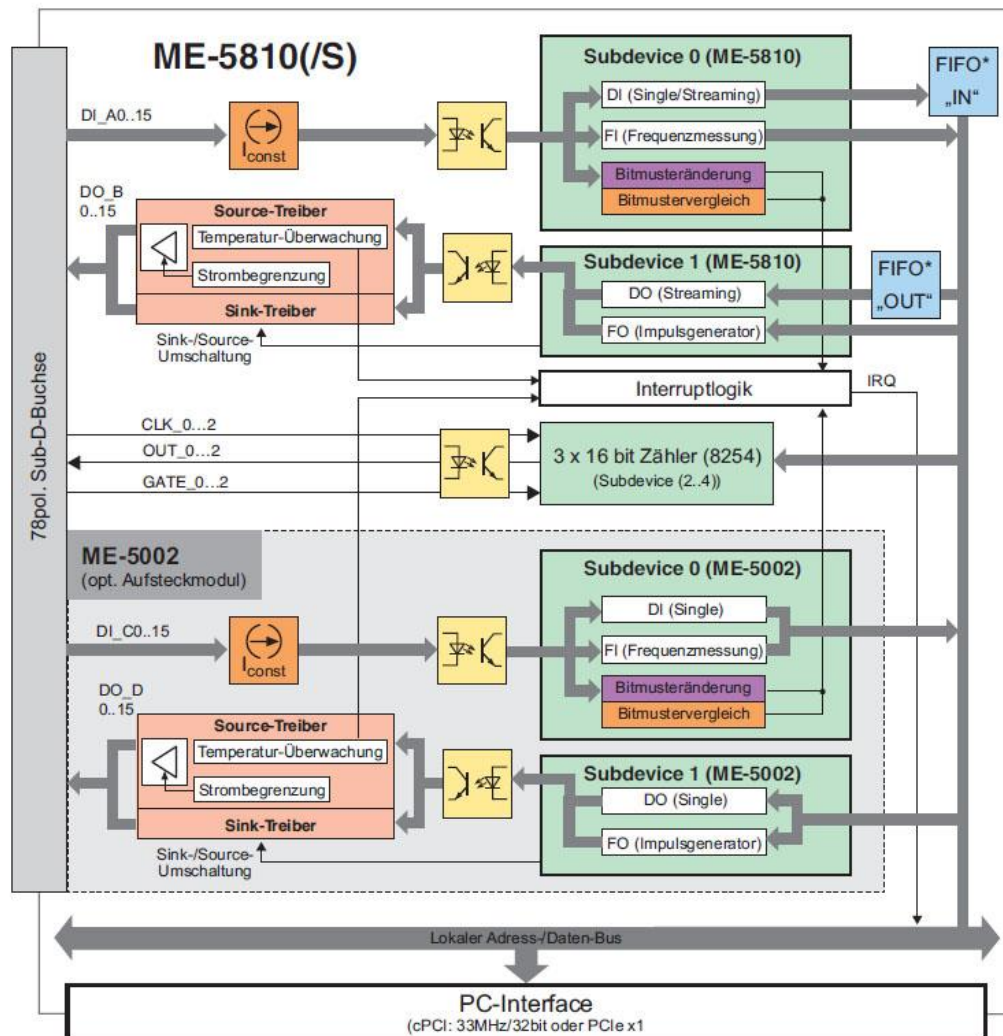 ME-5810(/S)
78pol. Sub-D-Buchse
DI_A0..15
Iconst
Subdevice 0 (ME-5810)
DI (Single/Streaming)
FI (Frequenzmessung)
Bitmusteränderung
Bitmustervergleich
FIFO*
„IN“
DO_B
0..15
Source-Treiber
Temperatur-Überwachung
Strombegrenzung
Sink-Treiber
Sink-/Source-
Umschaltung
Subdevice 1 (ME-5810)
DO (Streaming)
FO (Impulsgenerator)
FIFO*
„OUT“
Interruptlogik
IRQ
CLK_0...2
OUT_0...2
GATE_0...2
3 x 16 bit Zähler (8254)
(Subdevice (2..4))
ME-5002
(opt. Aufsteckmodul)
DI_C0..15
Iconst
Subdevice 0 (ME-5002)
DI (Single)
FI (Frequenzmessung)
Bitmusteränderung
Bitmustervergleich
DO_D
0..15
Source-Treiber
Temperatur-Überwachung
Strombegrenzung
Sink-Treiber
Sink-/Source-
Umschaltung
Subdevice 1 (ME-5002)
DO (Single)
FO (Impulsgenerator)
Lokaler Adress-/Daten-Bus
PC-Interface
(cPCI: 33MHz/32bit oder PCIe x1